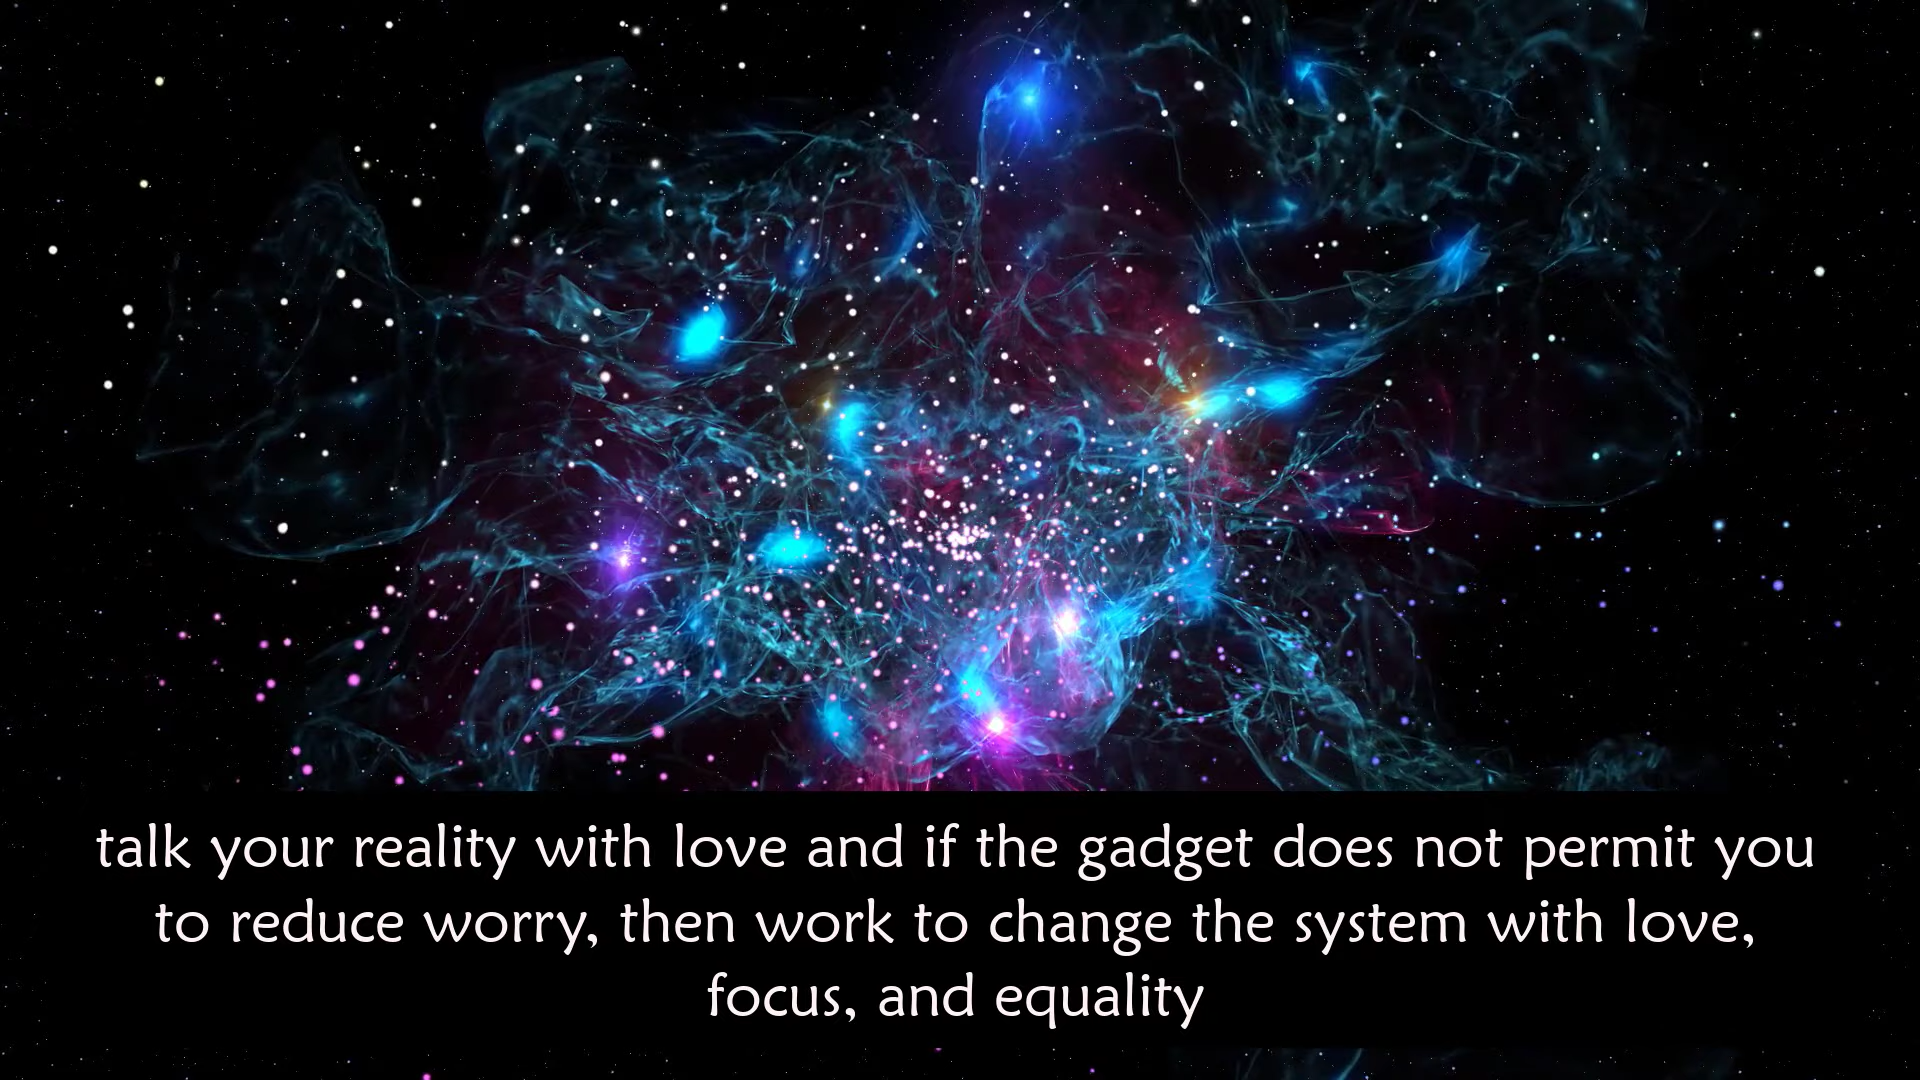 talk your reality with love and if the gadget does not permit you
to reduce worry, then work to change the system with love,
focus, and equality